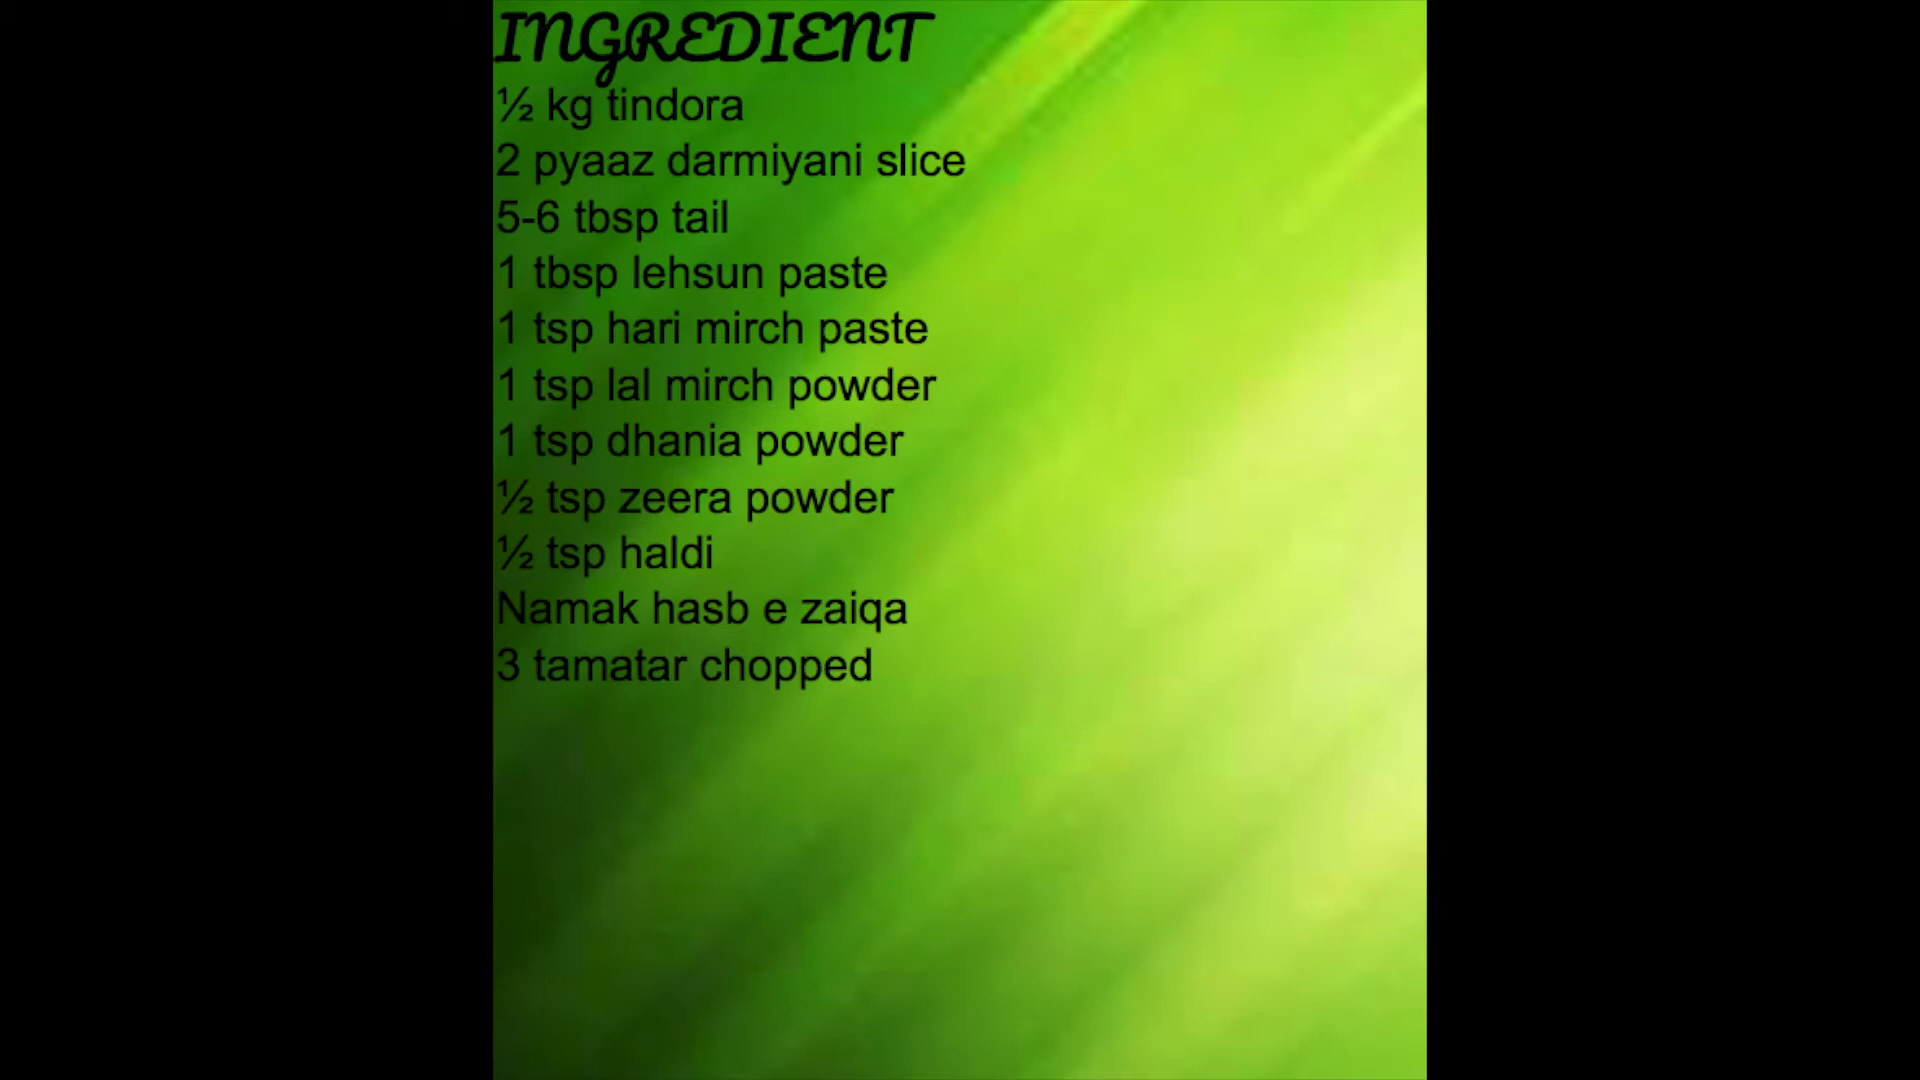 INGREDIENT
½ kg tindora
2 pyaaz darmiyani slice
5-6 tbsp tail
1 tbsp lehsun paste
1 tsp hari mirch paste
1 tsp lal mirch powder
1 tsp dhania powder
½ tsp zeera powder
½ tsp haldi
Namak hasb e zaiqa
3 tamatar chopped